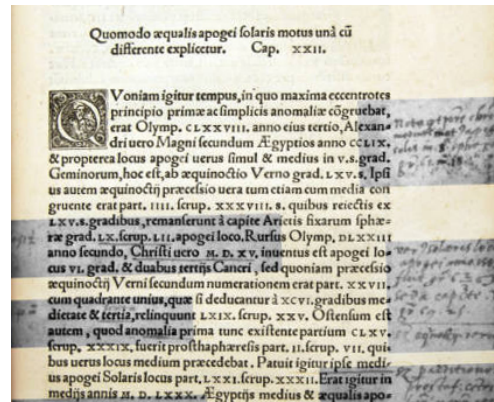 Quomodo æqualis apogei solaris motus unà cũ
differente explicetur. Cap. XXII.
QVoniam igitur tempus, in quo maxima eccentrotes
principio primæ ac simplicis anomaliæ cõgruebat,
erat Olymp. CLXXVIII. anno eius tertio, Alexan-
dri uero Magni secundum Ægyptios anno CCLIX.
& propterea locus apogei uerus simul & medius in V.S. grad.
Geminorum, hoc est, ab æquinoctio Verno grad. LXV.S. Ipsi
us autem æquinoctij præcessio uera tum etiam cum media con
gruente erat part. IIII. scrup. XXXVIII. S. quibus reiectis ex
LXV.S. gradibus, remanserunt à capite Arietis fixarum sphæ-
ræ grad. LX. scrup. LII. apogei loco. Rursus Olymp. DLXXIII
anno secundo, Christi uero M. D. XV. inuentus est apogei lo-
cus VI. grad. & duabus tertijs Cancri, sed quoniam præcessio
æquinoctij Verni secundum numerationem erat part. XXVII.
cum quadrante unius, quæ si deducantur à XCVI. gradibus me-
dietate & tertia, relinquunt LXIX. scrup. XXV. Ostensum est
autem, quod anomalia prima tunc existente partium CLXV.
scrup. XXXIX. fuerit prosthaphæresis part. II. scrup. VII. qui-
bus uerus locus medium præcedebat. Patuit igitur ipse medi-
us apogei Solaris locus part. LXXI. scrup. XXXII. Erat igitur in
medijs annis M. D. LXXX. Ægyptijs medius & æqualis apo-